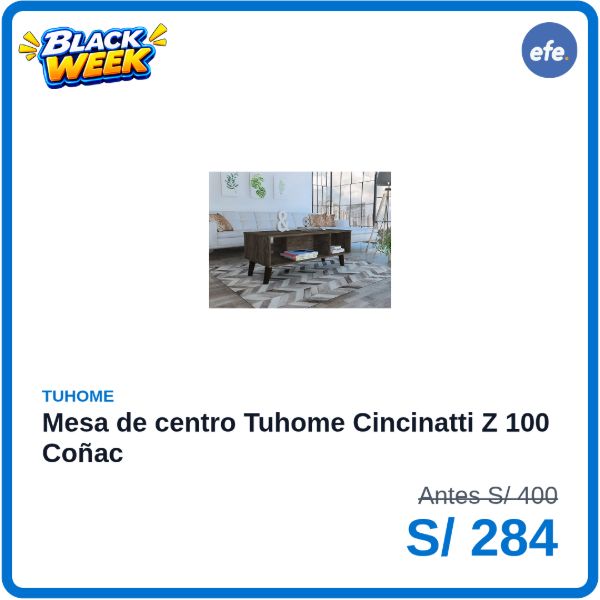 BLACK
WEEK
efe.
&
TUHOME
Mesa de centro Tuhome Cincinatti Z 100
Coñac
Antes S/ 400
S/ 284